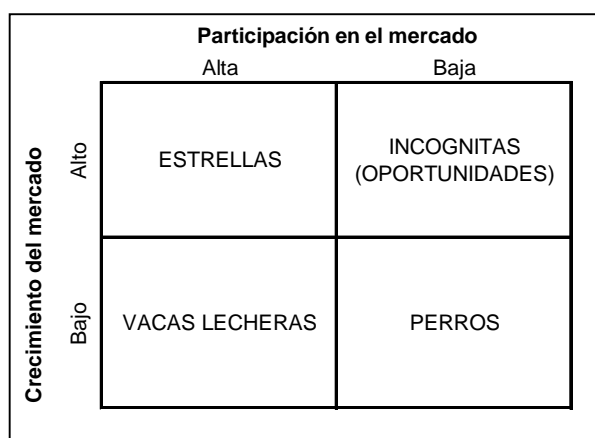 Participación en el mercado
Alta
Baja
Crecimiento del mercado
Alto
ESTRELLAS
INCOGNITAS
(OPORTUNIDADES)
Bajo
VACAS LECHERAS
PERROS